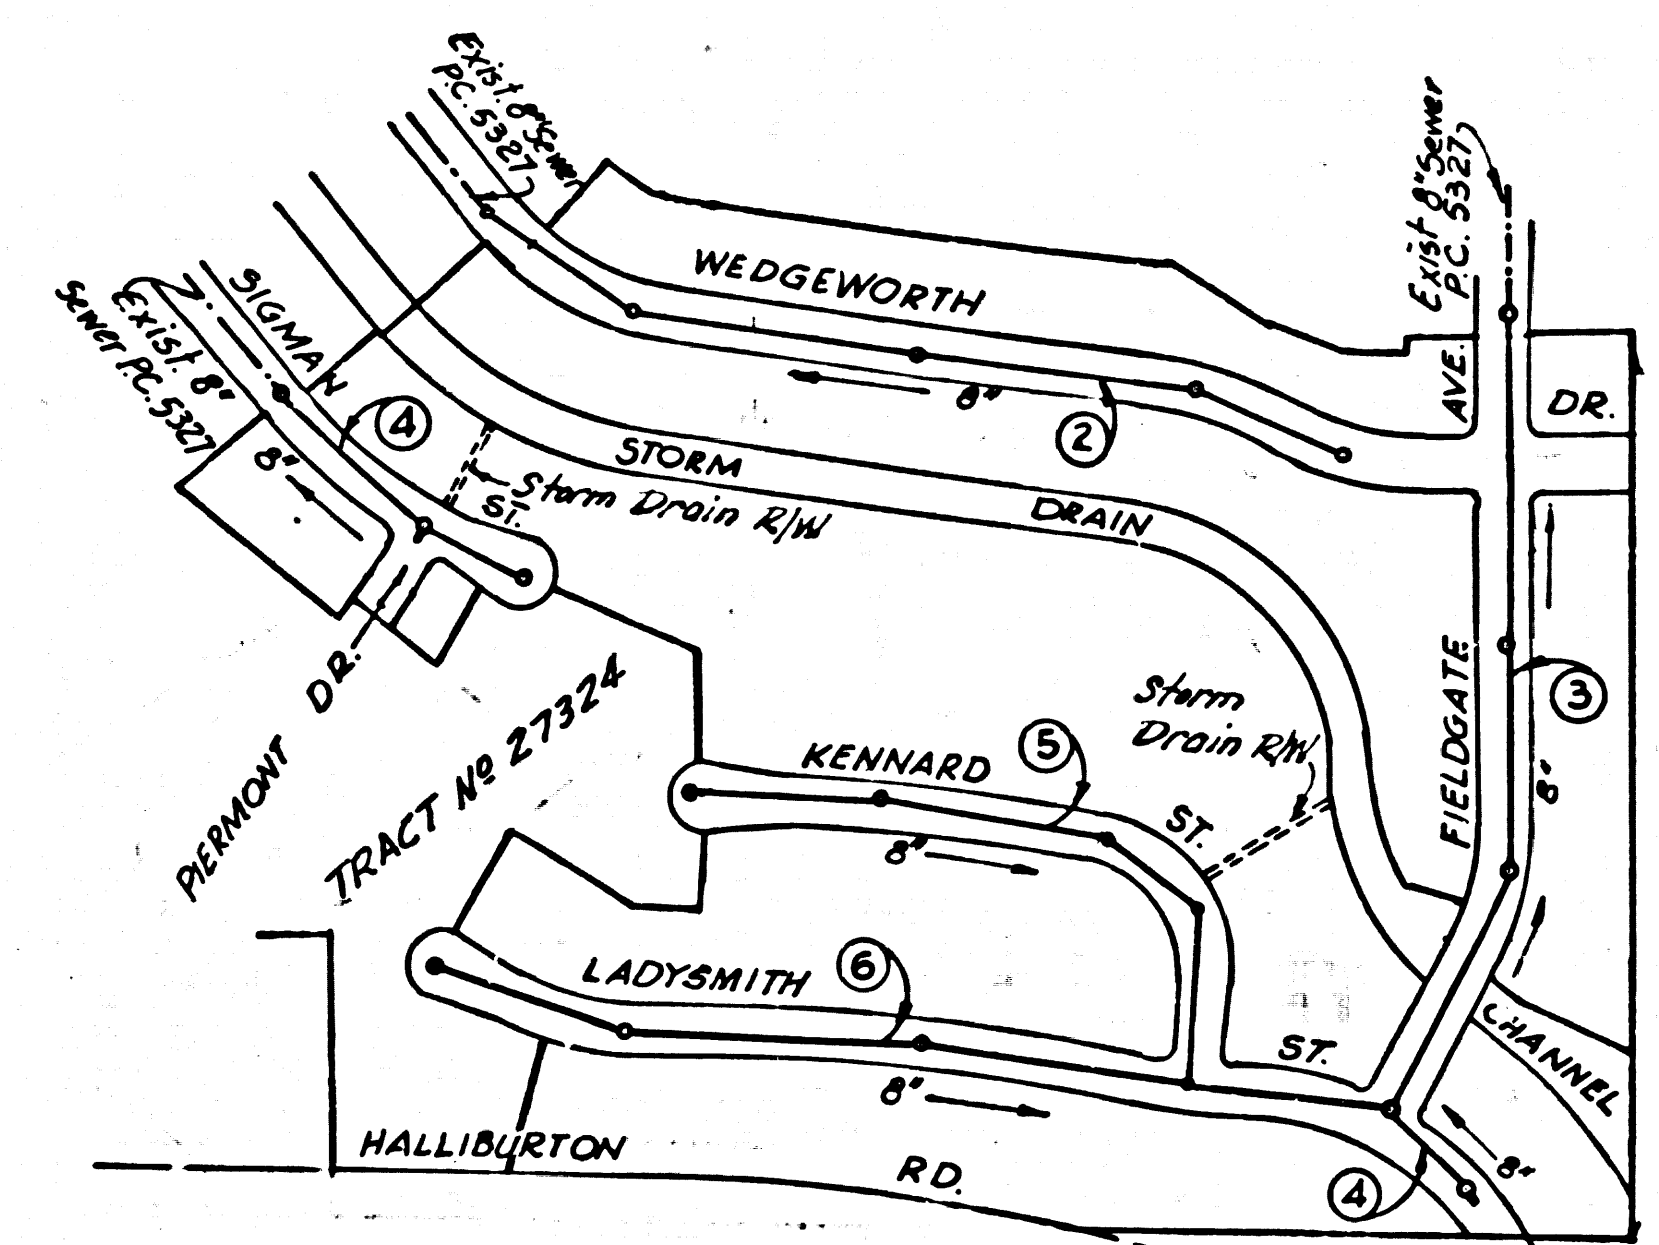 Exist. 8" Sewer
P.C. 5327
Exist 8" Sewer
P.C. 5327
WEDGEWORTH
DR.
AVE.
SIGMAN
ST.
Exist. 8"
Sewer P.C. 5327
4
8"
8"
2
STORM
DRAIN
CHANNEL
Storm Drain R/W
FIELDGATE
3
8"
PIERMONT DR.
TRACT No 27324
KENNARD
ST.
5
8"
Storm
Drain R/W
LADYSMITH
ST.
6
8"
8"
4
HALLIBURTON
RD.